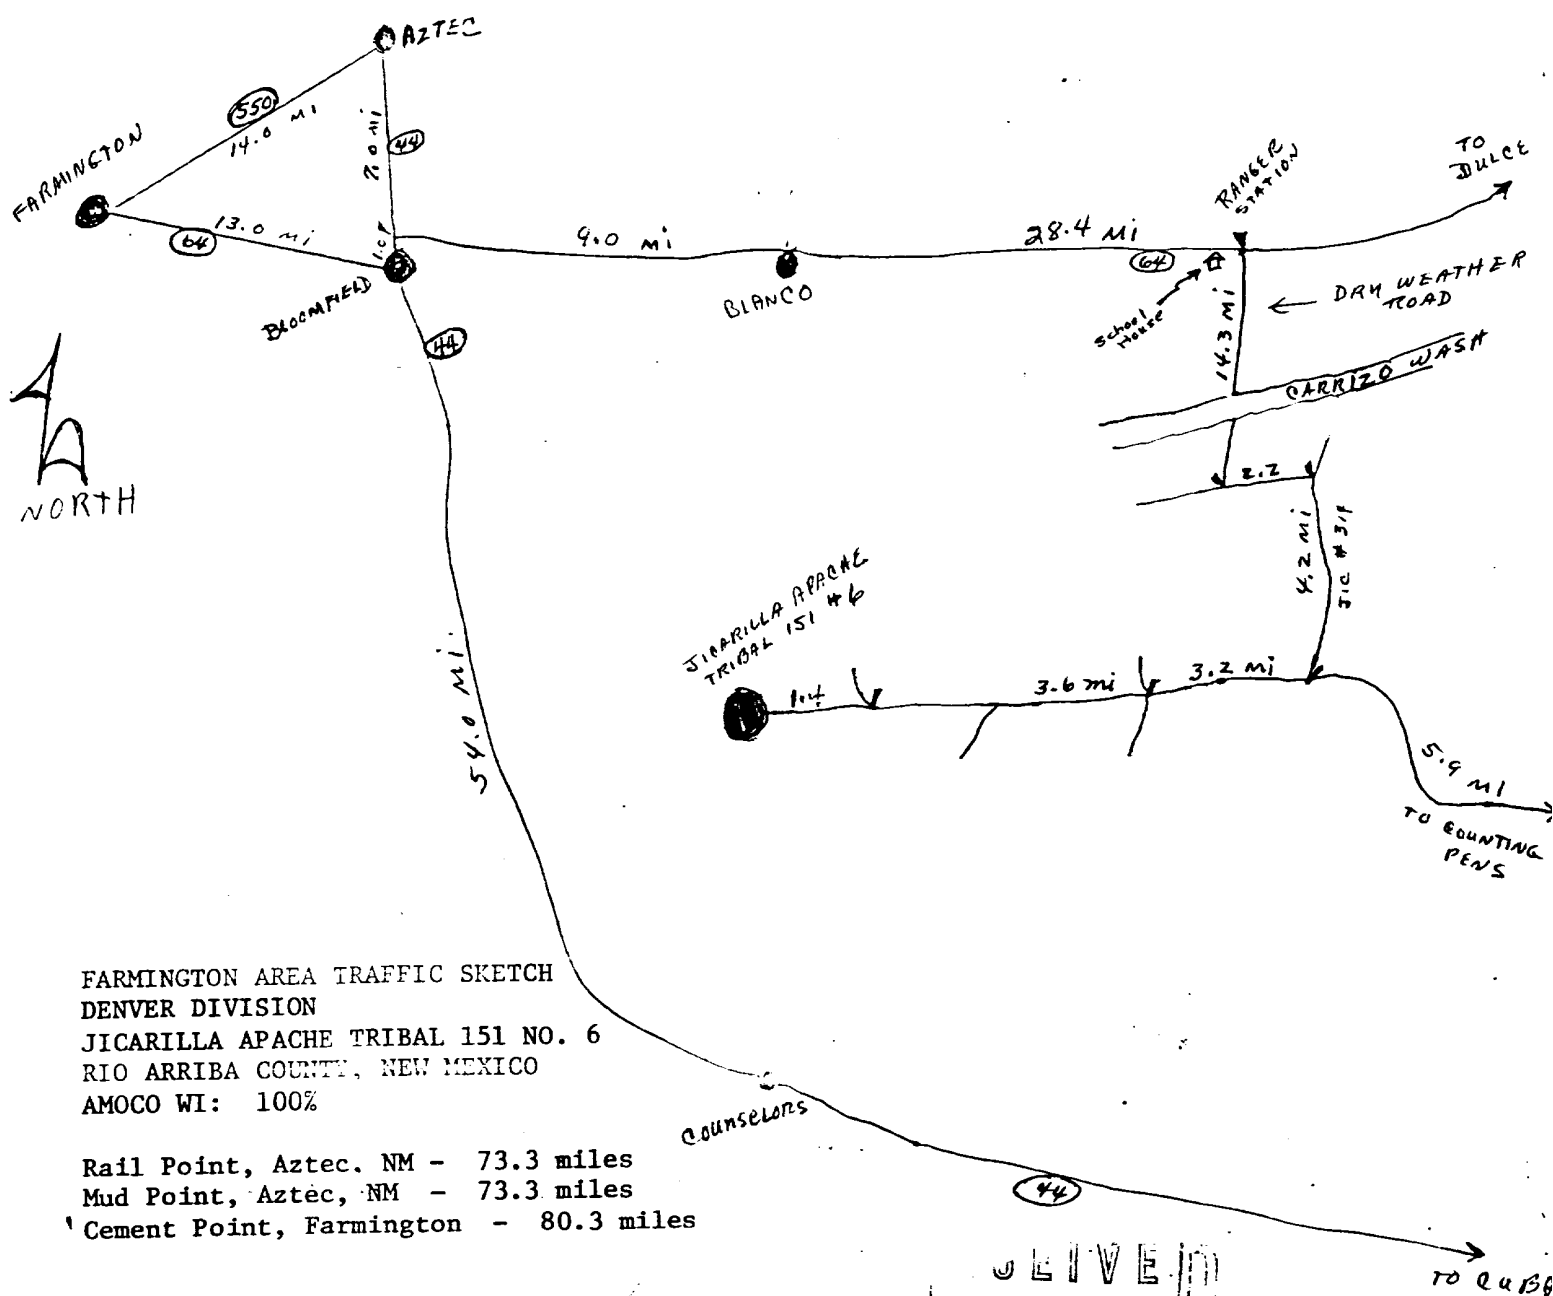 AZTEC
550
14.0 MI
7.0 mi
44
FARMINGTON
13.0 mi
64
BLOOMFIELD
44
9.0 mi
BLANCO
28.4 mi
64
RANGER
STATION
TO
DULCE
School
House
14.3 MI
DRY WEATHER
ROAD
CARRIZO WASH
NORTH
2.2
4.2 mi
JICARILLA APACHE
TRIBAL 151 #6
1.4
3.6 mi
3.2 mi
5.9 MI
TO COUNTING
PENS
54.0 mi.
FARMINGTON AREA TRAFFIC SKETCH
DENVER DIVISION
JICARILLA APACHE TRIBAL 151 NO. 6
RIO ARRIBA COUNTY, NEW MEXICO
AMOCO WI: 100%
COUNSELORS
Rail Point, Aztec. NM - 73.3 miles
Mud Point, Aztec, NM - 73.3 miles
Cement Point, Farmington - 80.3 miles
44